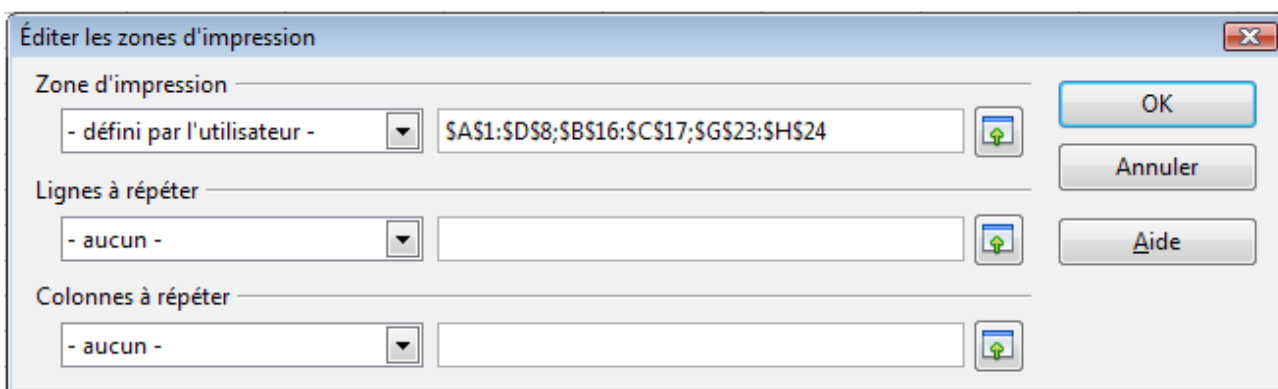 Éditer les zones d'impression
Zone d'impression
- défini par l'utilisateur -
$A$1:$D$8;$B$16:$C$17;$G$23:$H$24
OK
Annuler
Lignes à répéter
- aucun -
Aide
Colonnes à répéter
- aucun -